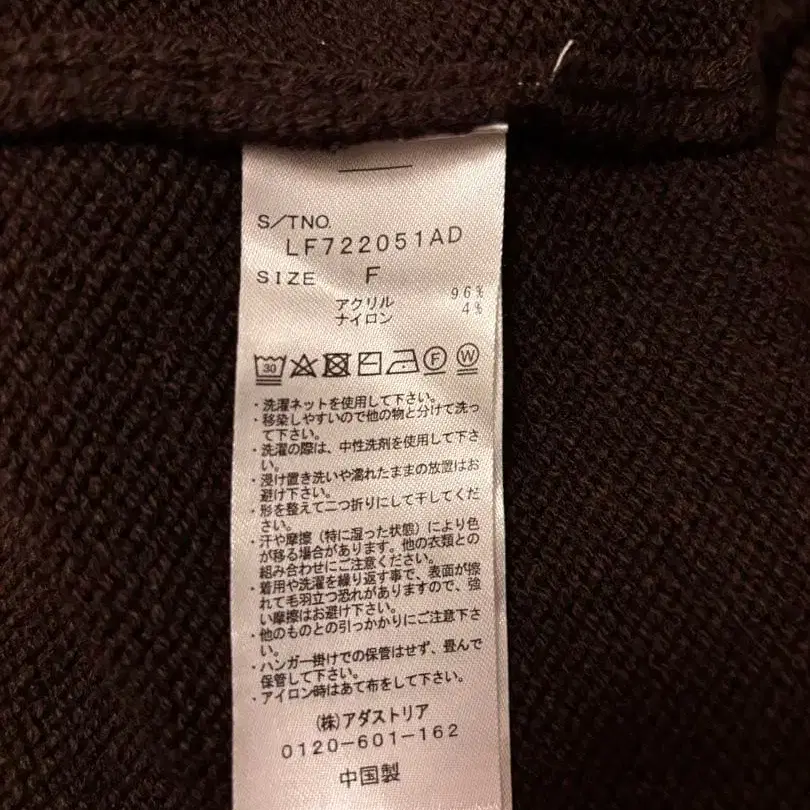 S/TNO.
LF722051AD
SIZE F
アクリル 96%
ナイロン 4%
30 F W
・洗濯ネットを使用して下さい。
・移染しやすいので他の物と分けて洗っ
て下さい。
・洗濯の際は、中性洗剤を使用して下さ
い。
・浸け置き洗いや濡れたままの放置はお
避け下さい。
・形を整えて二つ折りにして干してくだ
さい。
・汗や摩擦（特に湿った状態）により色
が移る場合があります。他の衣類との
組み合わせにご注意ください。
・着用や洗濯を繰り返す事で、表面が擦
れて毛羽立つ恐れがありますので、強
い摩擦はお避け下さい。
・他のものとの引っかかりにご注意下さ
い。
・ハンガー掛けでの保管はせず、畳んで
保管して下さい。
・アイロン時はあて布をして下さい。
(株)アダストリア
0120-601-162
中国製